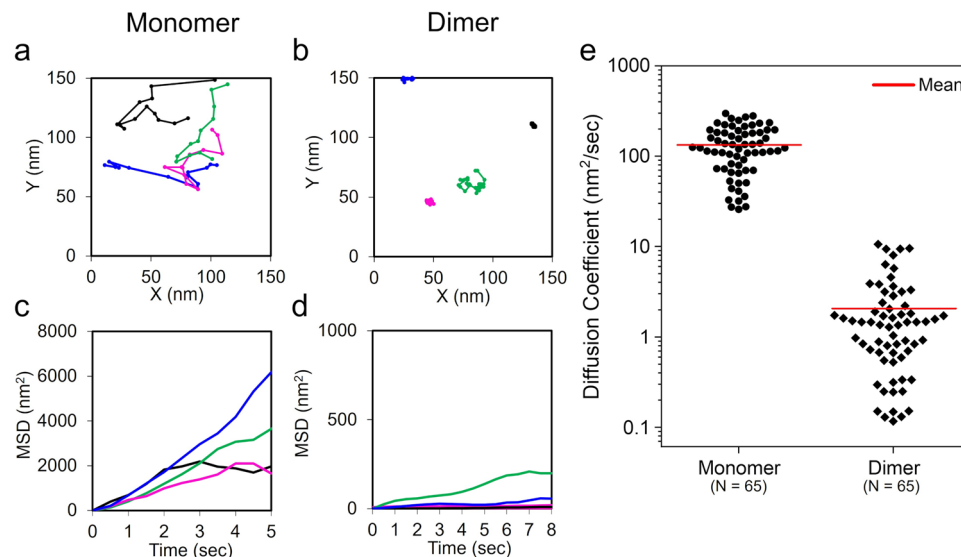 Monomer
Dimer
a
150
100
50
0
Y (nm)
0 50 100 150
X (nm)
b
150
100
50
0
Y (nm)
0 50 100 150
X (nm)
c
8000
6000
4000
2000
0
MSD (nm²)
0 1 2 3 4 5
Time (sec)
d
1000
500
0
MSD (nm²)
0 1 2 3 4 5 6 7 8
Time (sec)
e
Mean
1000
100
10
1
0.1
Diffusion Coefficient (nm²/sec)
Monomer
(N = 65)
Dimer
(N = 65)